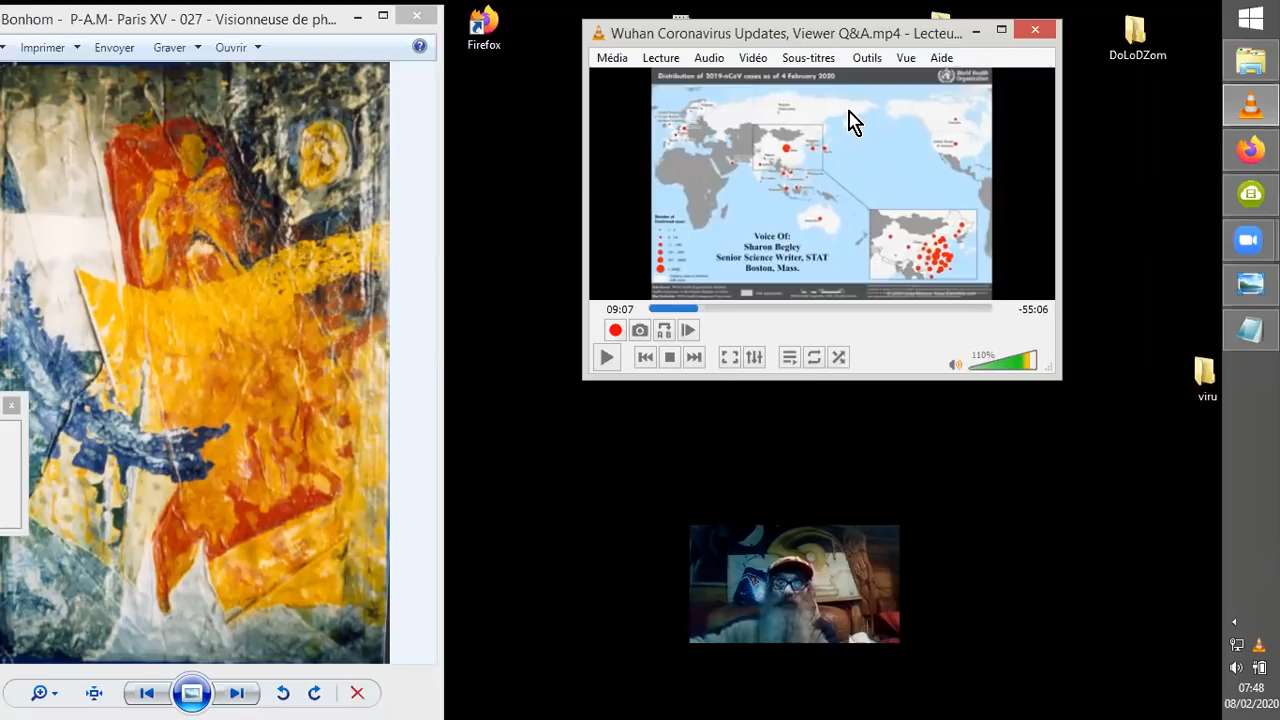 Bonhom - P-A.M- Paris XV - 027 - Visionneuse de ph...
Imprimer
Envoyer
Graver
Ouvrir
Firefox
Wuhan Coronavirus Updates, Viewer Q&A.mp4 - Lecteu...
Média Lecture Audio Vidéo Sous-titres Outils Vue Aide
Distribution of 2019-nCoV cases as of 4 February 2020
World Health
Organization
Voice Of:
Sharon Begley
Senior Science Writer, STAT
Boston, Mass.
09:07
-55:06
110%
DoLoDZom
viru
07:48
08/02/2020